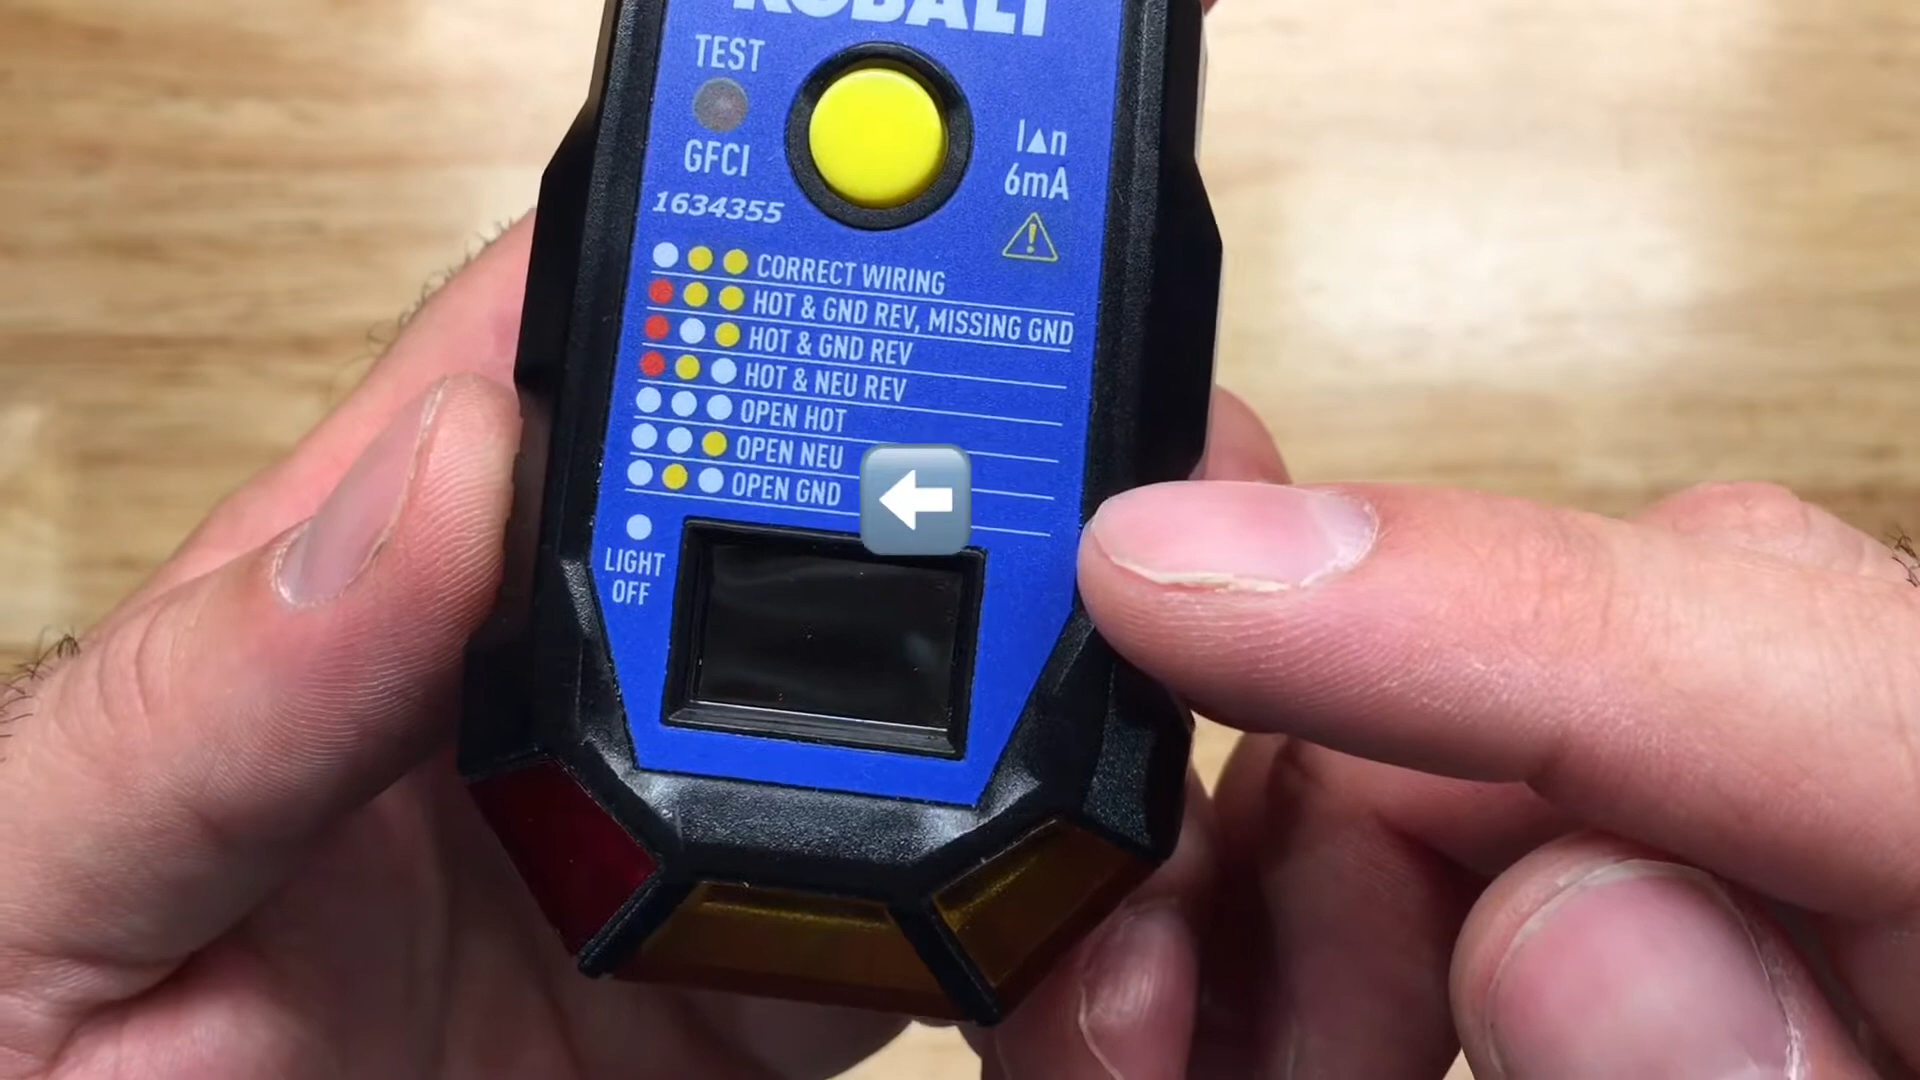 KOBALT
TEST
GFCI
I▲n
6mA
1634355
CORRECT WIRING
HOT & GND REV, MISSING GND
HOT & GND REV
HOT & NEU REV
OPEN HOT
OPEN NEU
OPEN GND
LIGHT
OFF